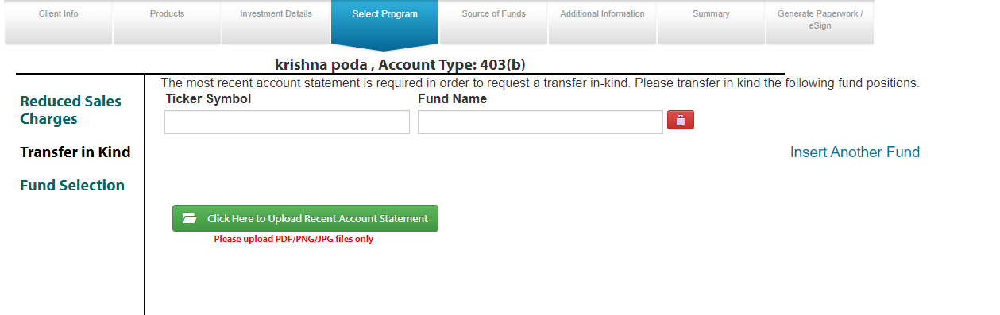 Client Info
Products
Investment Details
Select Program
Source of Funds
Additional Information
Summary
Generate Paperwork /
eSign
krishna poda , Account Type: 403(b)
Reduced Sales
Charges
Transfer in Kind
Fund Selection
The most recent account statement is required in order to request a transfer in-kind. Please transfer in kind the following fund positions.
Ticker Symbol
Fund Name
Insert Another Fund
Click Here to Upload Recent Account Statement
Please upload PDF/PNG/JPG files only